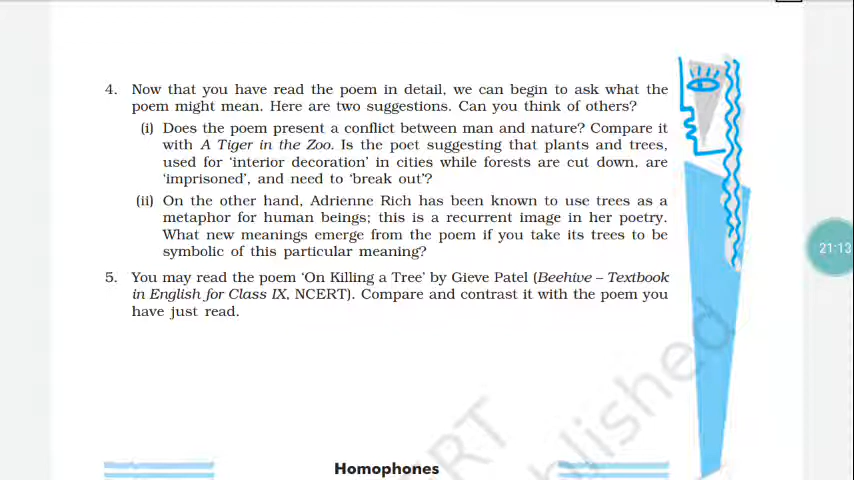 4. Now that you have read the poem in detail, we can begin to ask what the
poem might mean. Here are two suggestions. Can you think of others?
(i) Does the poem present a conflict between man and nature? Compare it
with A Tiger in the Zoo. Is the poet suggesting that plants and trees,
used for ‘interior decoration’ in cities while forests are cut down, are
‘imprisoned’, and need to ‘break out’?
(ii) On the other hand, Adrienne Rich has been known to use trees as a
metaphor for human beings; this is a recurrent image in her poetry.
What new meanings emerge from the poem if you take its trees to be
symbolic of this particular meaning?
5. You may read the poem ‘On Killing a Tree’ by Gieve Patel (Beehive – Textbook
in English for Class IX, NCERT). Compare and contrast it with the poem you
have just read.
21:13
Homophones